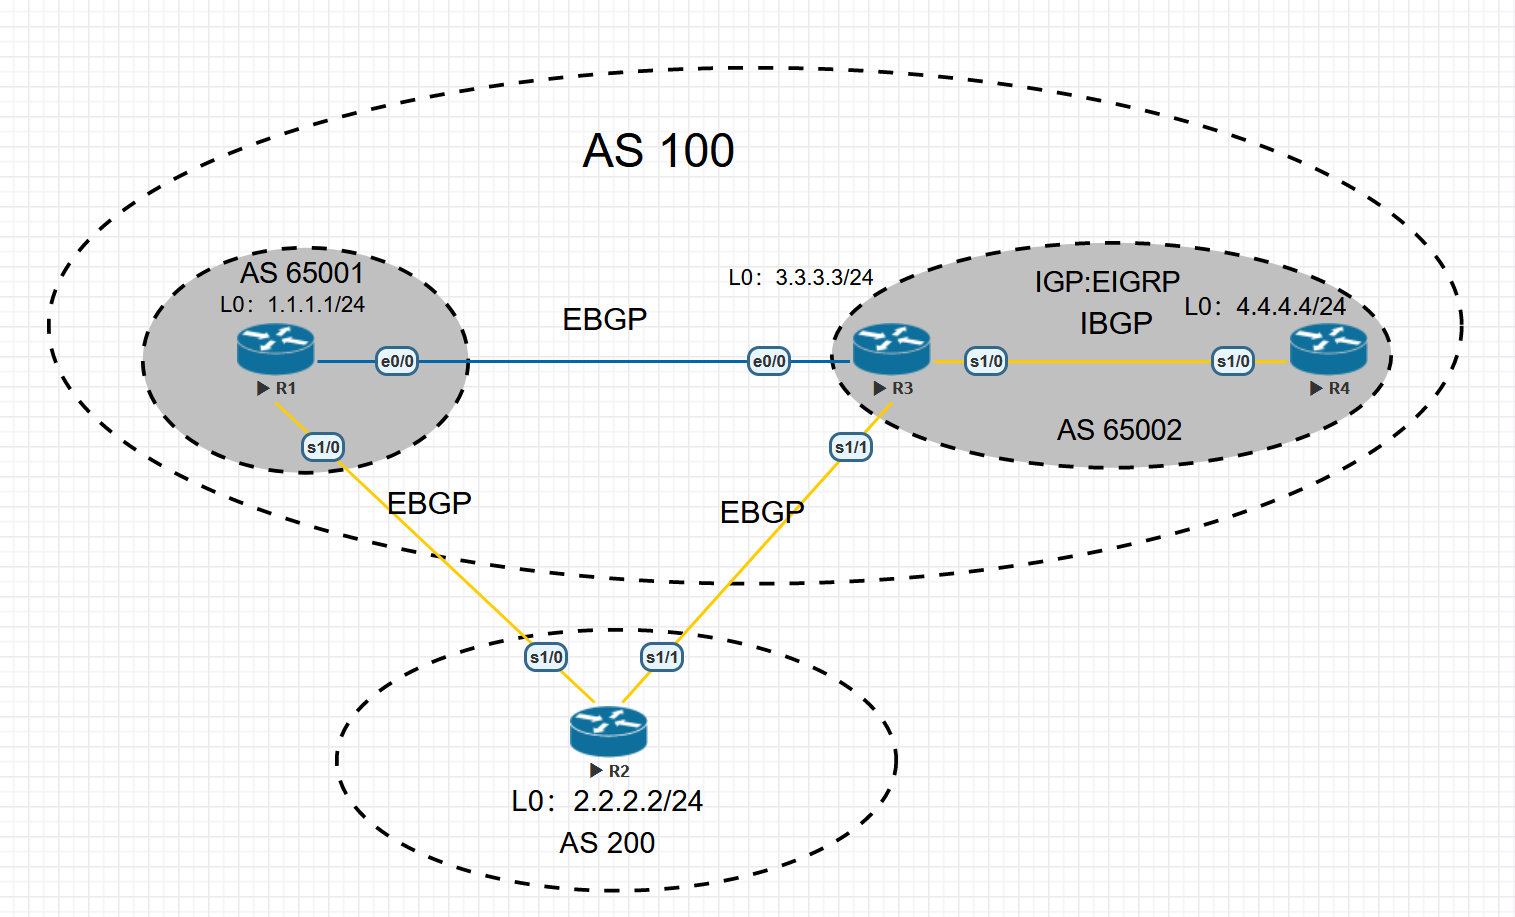 AS 100
AS 65001
L0：1.1.1.1/24
L0：3.3.3.3/24
IGP:EIGRP
L0：4.4.4.4/24
EBGP
IBGP
e0/0
e0/0
s1/0
s1/0
R1
R3
R4
AS 65002
s1/0
s1/1
EBGP
EBGP
s1/0
s1/1
R2
L0：2.2.2.2/24
AS 200